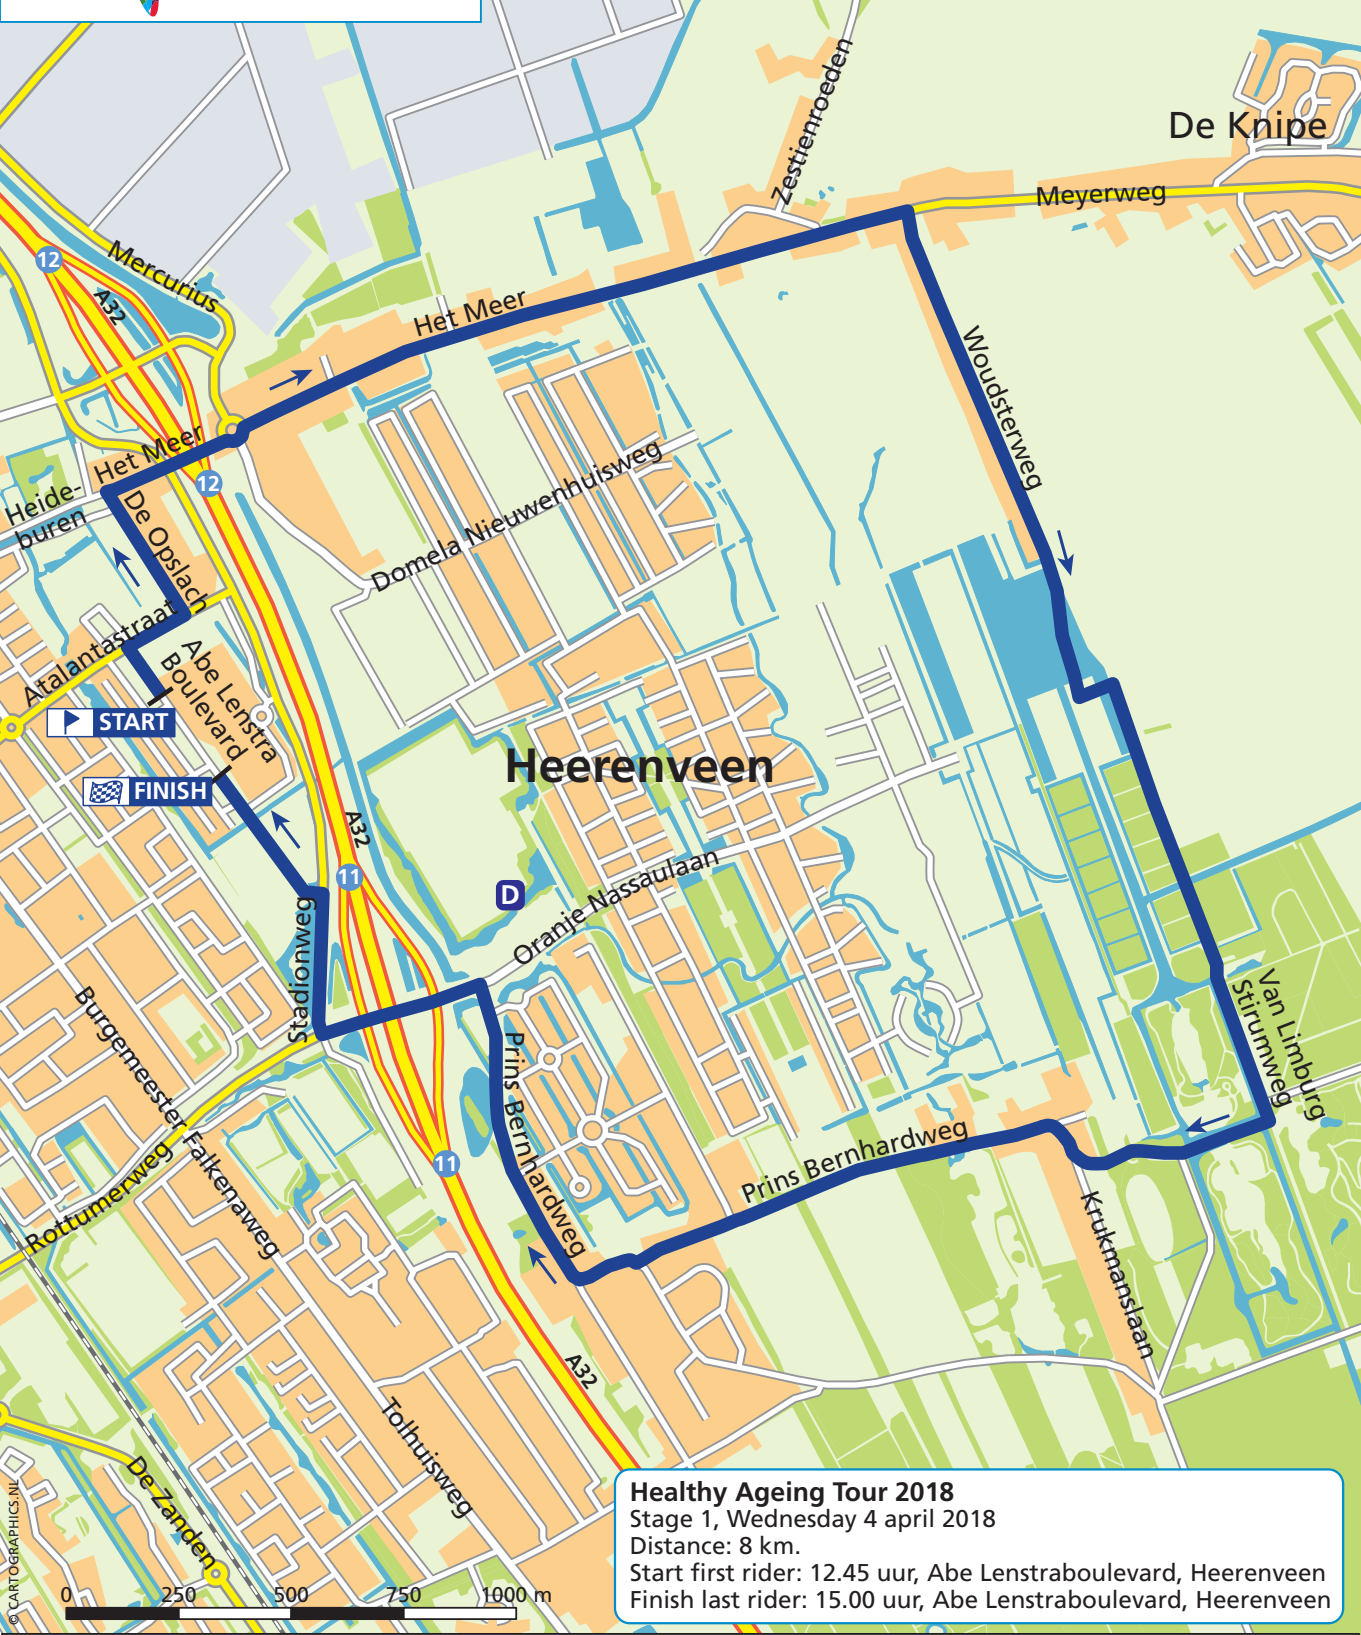 De Knipe
Zestienroeden
Meyerweg
12
Mercurius
A32
Het Meer
Woudsterweg
Het Meer
12
Heide-
buren
De Opslach
Domela Nieuwenhuisweg
Atalantastraat
Abe Lenstra
Boulevard
START
FINISH
Heerenveen
A32
11
D
Oranje Nassaulaan
Stadionweg
Van Limburg
Stirumweg
Burgemeester Falkenaweg
Prins Bernhardweg
Prins Bernhardweg
11
Rottumerweg
Krukmanslaan
A32
Tolhuisweg
De Zanden
Healthy Ageing Tour 2018
Stage 1, Wednesday 4 april 2018
Distance: 8 km.
Start first rider: 12.45 uur, Abe Lenstraboulevard, Heerenveen
Finish last rider: 15.00 uur, Abe Lenstraboulevard, Heerenveen
0 250 500 750 1000 m
© CARTOGRAPHICS.NL